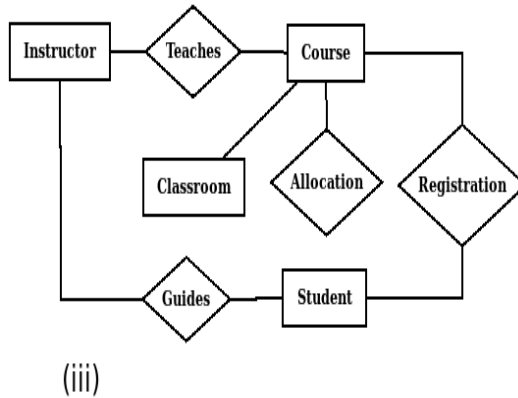 Instructor
Teaches
Course
Classroom
Allocation
Registration
Guides
Student
(iii)